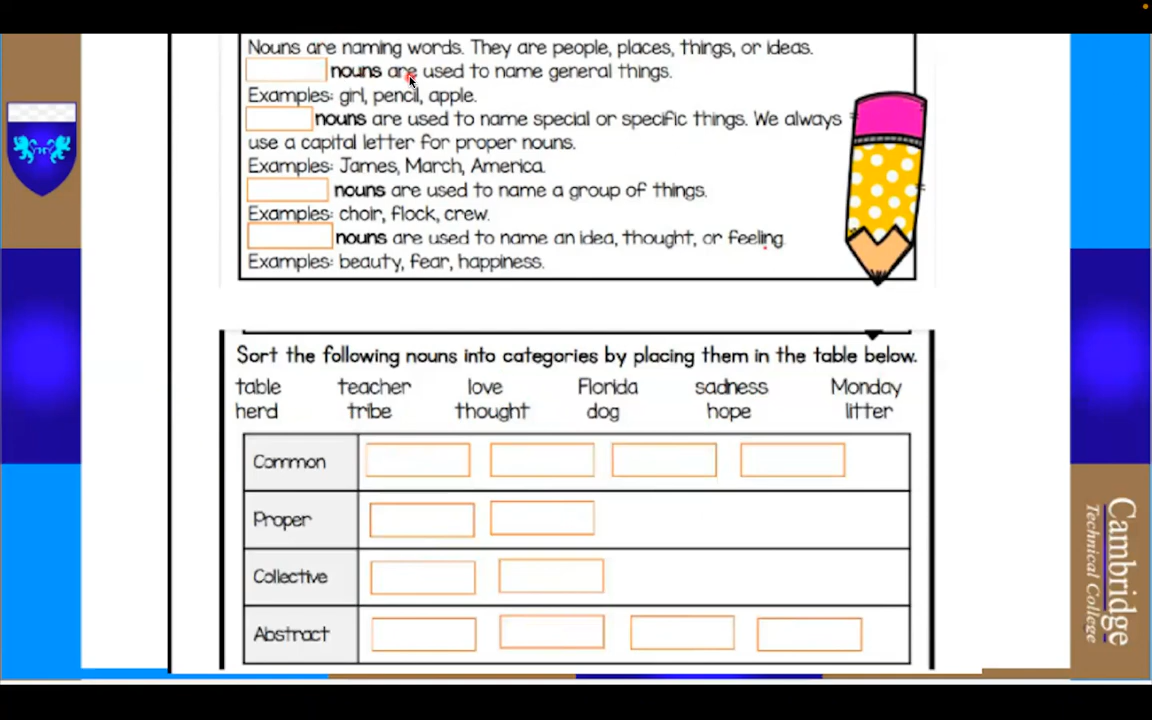 Nouns are naming words. They are people, places, things, or ideas.
nouns are used to name general things.
Examples: girl, pencil, apple.
nouns are used to name special or specific things. We always
use a capital letter for proper nouns.
Examples: James, March, America.
nouns are used to name a group of things.
Examples: choir, flock, crew.
nouns are used to name an idea, thought, or feeling.
Examples: beauty, fear, happiness.
Sort the following nouns into categories by placing them in the table below.
table teacher love Florida sadness Monday
herd tribe thought dog hope litter
Common
Proper
Collective
Abstract
Cambridge
Technical College